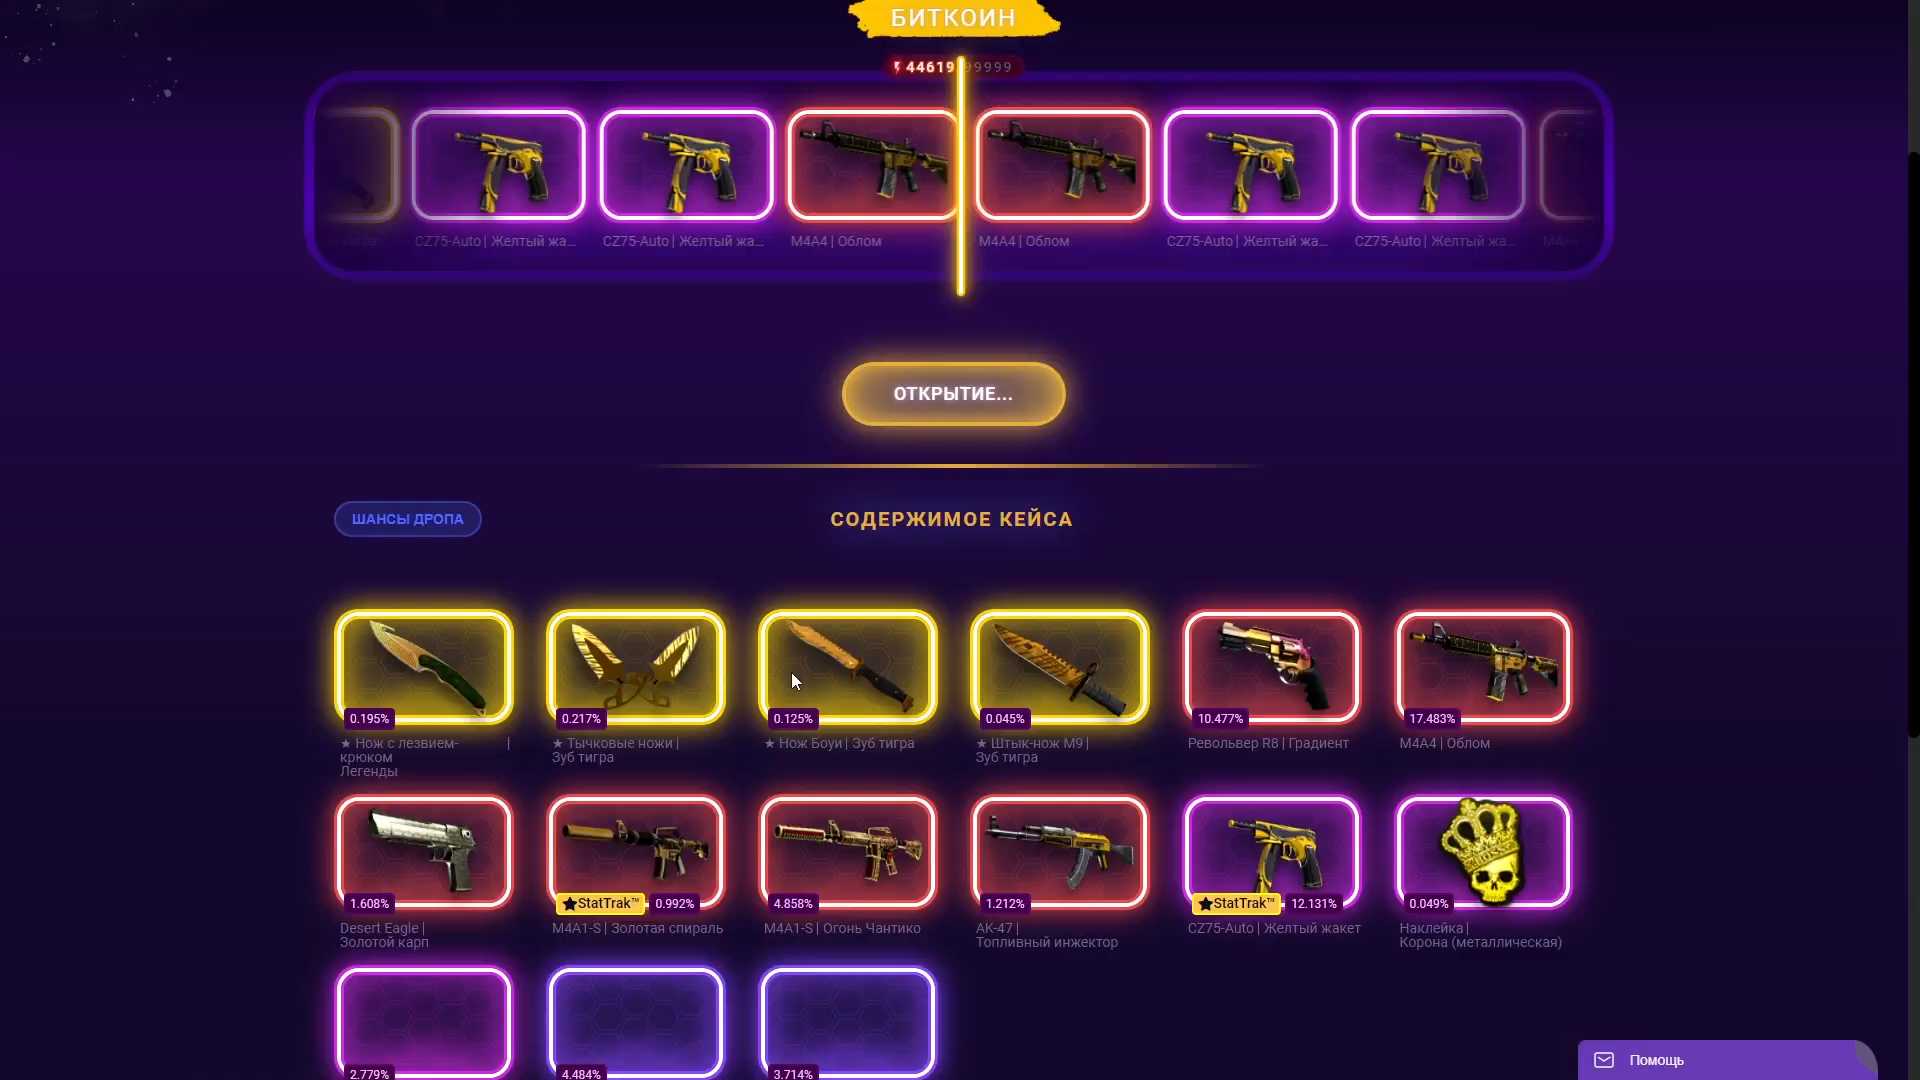 БИТКОИН
44619 99999
CZ75-Auto | Желтый жа...
CZ75-Auto | Желтый жа...
M4A4 | Облом
M4A4 | Облом
CZ75-Auto | Желтый жа...
CZ75-Auto | Желтый жа...
ОТКРЫТИЕ...
ШАНСЫ ДРОПА
СОДЕРЖИМОЕ КЕЙСА
0.195%
0.217%
0.125%
0.045%
10.477%
17.483%
★ Нож с лезвием- |
крюком
Легенды
★ Тычковые ножи |
Зуб тигра
★ Нож Боуи | Зуб тигра
★ Штык-нож M9 |
Зуб тигра
Револьвер R8 | Градиент
M4A4 | Облом
1.608%
StatTrak™ 0.992%
4.858%
1.212%
StatTrak™ 12.131%
0.049%
Desert Eagle |
Золотой карп
M4A1-S | Золотая спираль
M4A1-S | Огонь Чантико
AK-47 |
Топливный инжектор
CZ75-Auto | Желтый жакет
Наклейка |
Корона (металлическая)
2.779%
4.484%
3.714%
Помощь